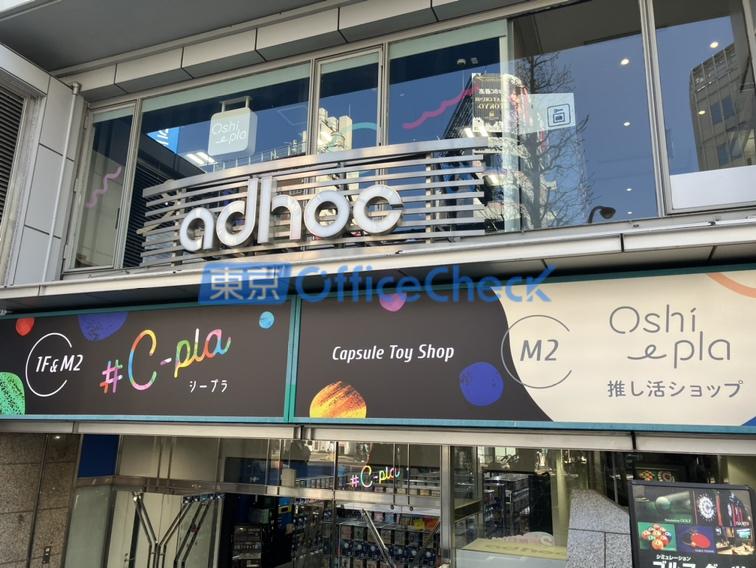 Oshi
e pla
adhoc
東京OfficeCheck
1F&M2
#C-pla
シープラ
Capsule Toy Shop
M2
Oshi
e pla
推し活ショップ
#C-pla
シミュレーション